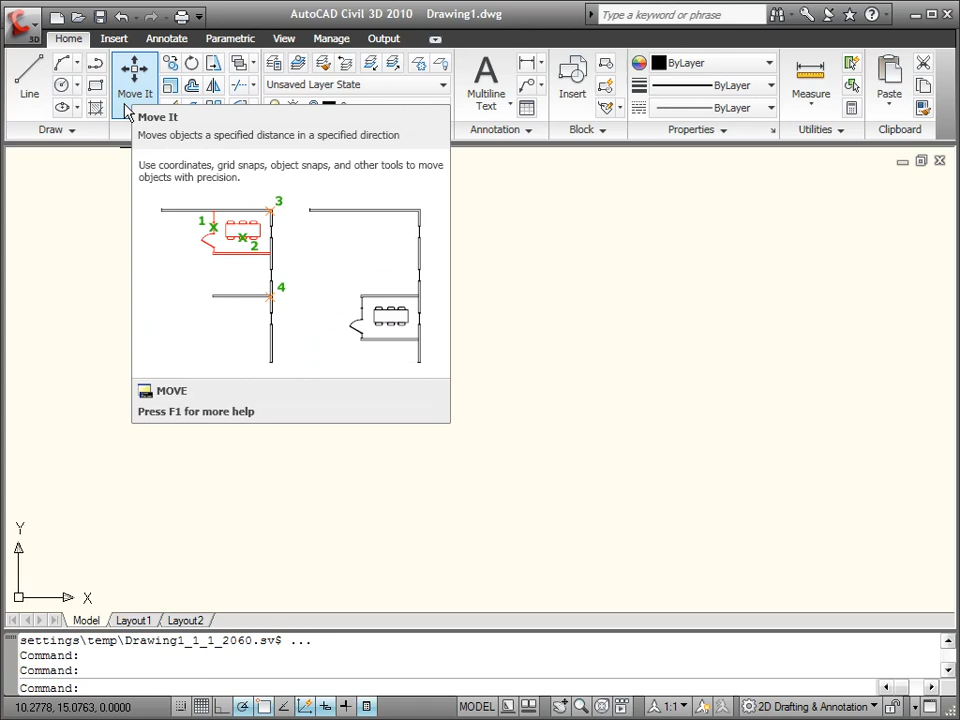 AutoCAD Civil 3D 2010 Drawing1.dwg
Type a keyword or phrase
3D
Home Insert Annotate Parametric View Manage Output
Line
Move It
Unsaved Layer State
Multiline
Text
Insert
ByLayer
ByLayer
ByLayer
Measure
Paste
Draw
Annotation
Block
Properties
Utilities
Clipboard
Move It
Moves objects a specified distance in a specified direction
Use coordinates, grid snaps, object snaps, and other tools to move
objects with precision.
3
1
2
4
MOVE
Press F1 for more help
Y
X
Model Layout1 Layout2
settings\temp\Drawing1_1_1_2060.sv$ ...
Command:
Command:
Command:
10.2778, 15.0763, 0.0000
MODEL
1:1
2D Drafting & Annotation